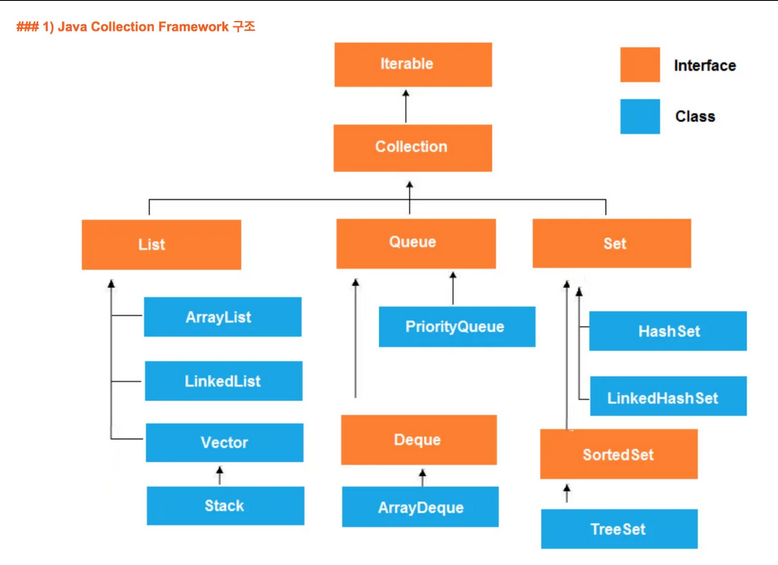 ### 1) Java Collection Framework 구조
Iterable
Interface
Class
Collection
List
Queue
Set
ArrayList
PriorityQueue
HashSet
LinkedList
LinkedHashSet
Vector
Deque
SortedSet
Stack
ArrayDeque
TreeSet